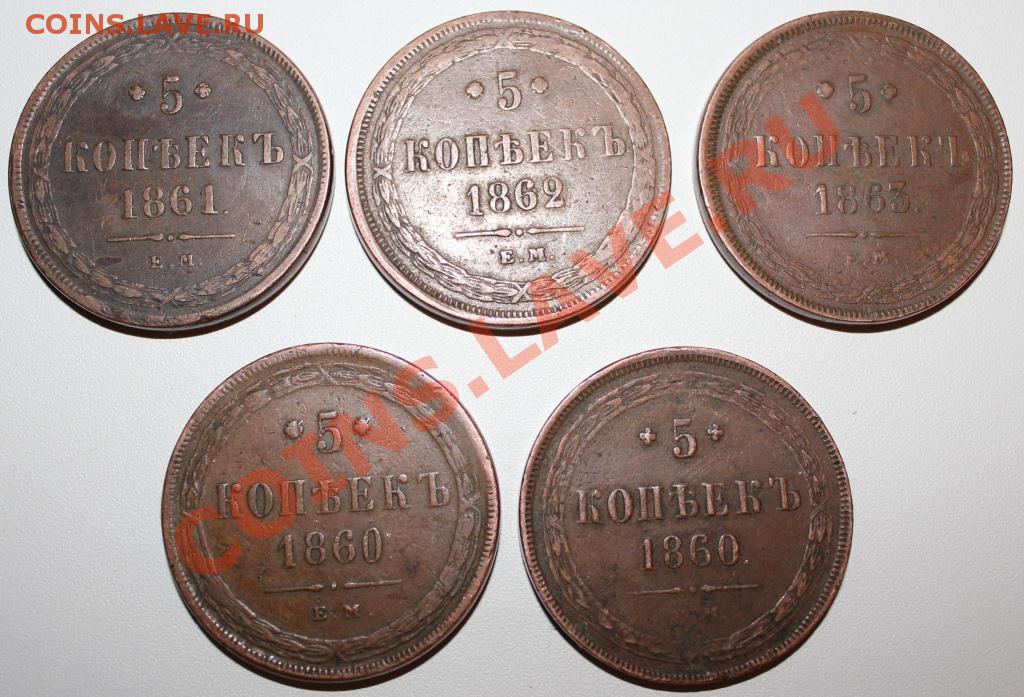 COINS.LAVE.RU
5
КОПѢЕКЪ
1861.
Е.М.
5
КОПѢЕКЪ
1862
Е.М.
5
КОПѢЕКЪ
1863.
Е.М.
COINS.LAVE.RU
5
КОПѢЕКЪ
1860
Е.М
5
КОПѢЕКЪ
1860.